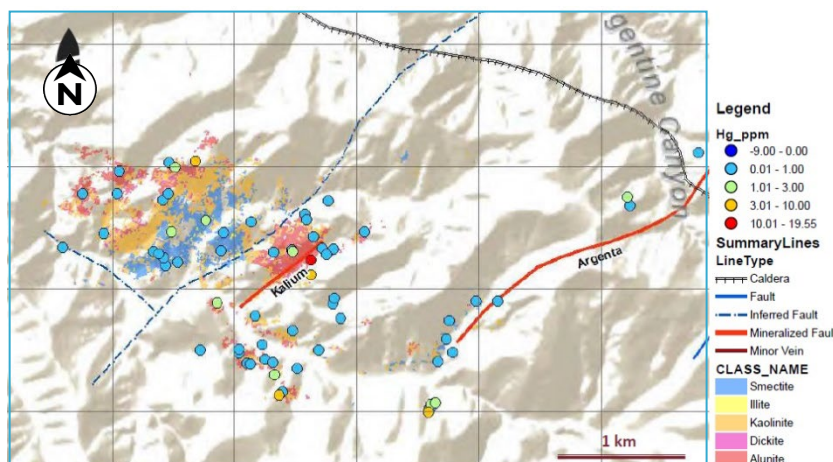 N
gentine Canyon
Kalium
Argenta
1 km
Legend
Hg_ppm
-9.00 - 0.00
0.01 - 1.00
1.01 - 3.00
3.01 - 10.00
10.01 - 19.55
SummaryLines
LineType
Caldera
Fault
Inferred Fault
Mineralized Faul
Minor Vein
CLASS_NAME
Smectite
Illite
Kaolinite
Dickite
Alunite